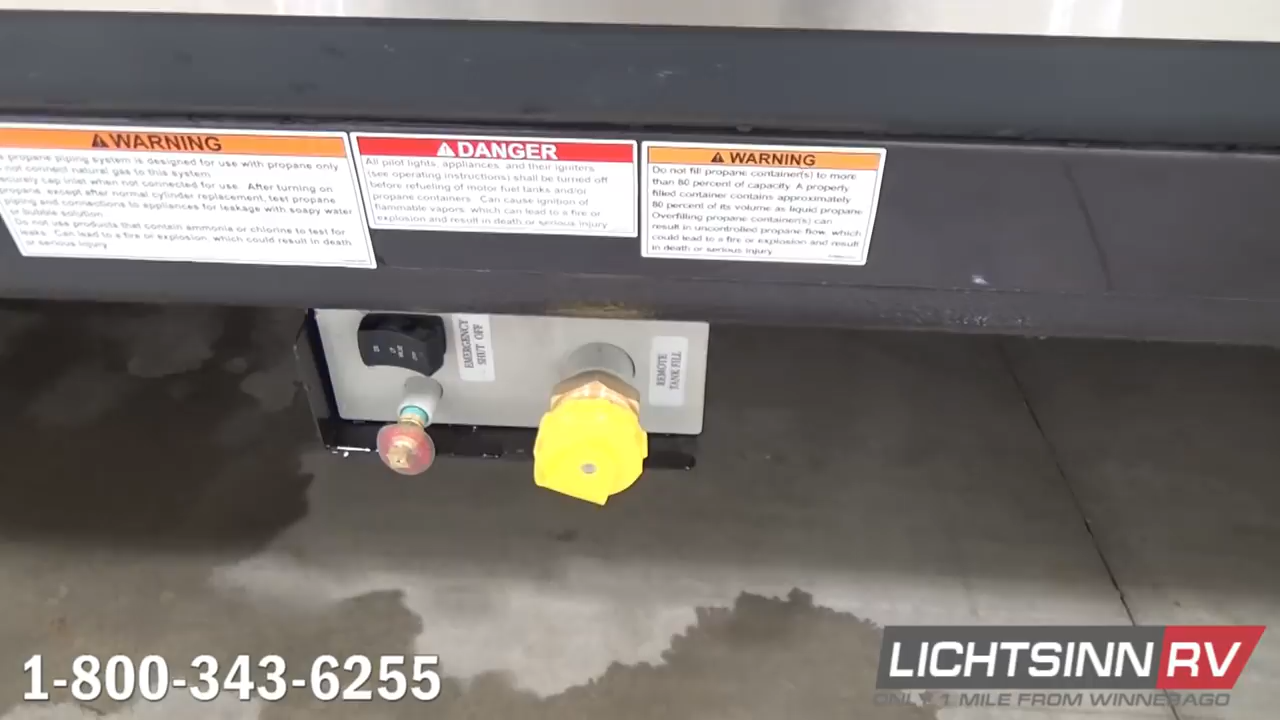 WARNING
propane piping system is designed for use with propane only
not connect natural gas to this system.
securely cap inlet when not connected for use. After turning on
propane, except after normal cylinder replacement, test propane
piping and connections to appliances for leakage with soapy water
or bubble solution
Do not use products that contain ammonia or chlorine to test for
leaks. Can lead to a fire or explosion, which could result in death
or serious injury
DANGER
All pilot lights, appliances, and their igniters
(see operating instructions) shall be turned off
before refueling of motor fuel tanks and/or
propane containers. Can cause ignition of
flammable vapors, which can lead to a fire or
explosion and result in death or serious injury
WARNING
Do not fill propane container(s) to more
than 80 percent of capacity. A properly
filled container contains approximately
80 percent of its volume as liquid propane
Overfilling propane container(s) can
result in uncontrolled propane flow, which
could lead to a fire or explosion and result
in death or serious injury
EMERGENCY
SHUT OFF
REMOTE
TANK FILL
1-800-343-6255
LICHTSINN RV
ONLY 1 MILE FROM WINNEBAGO